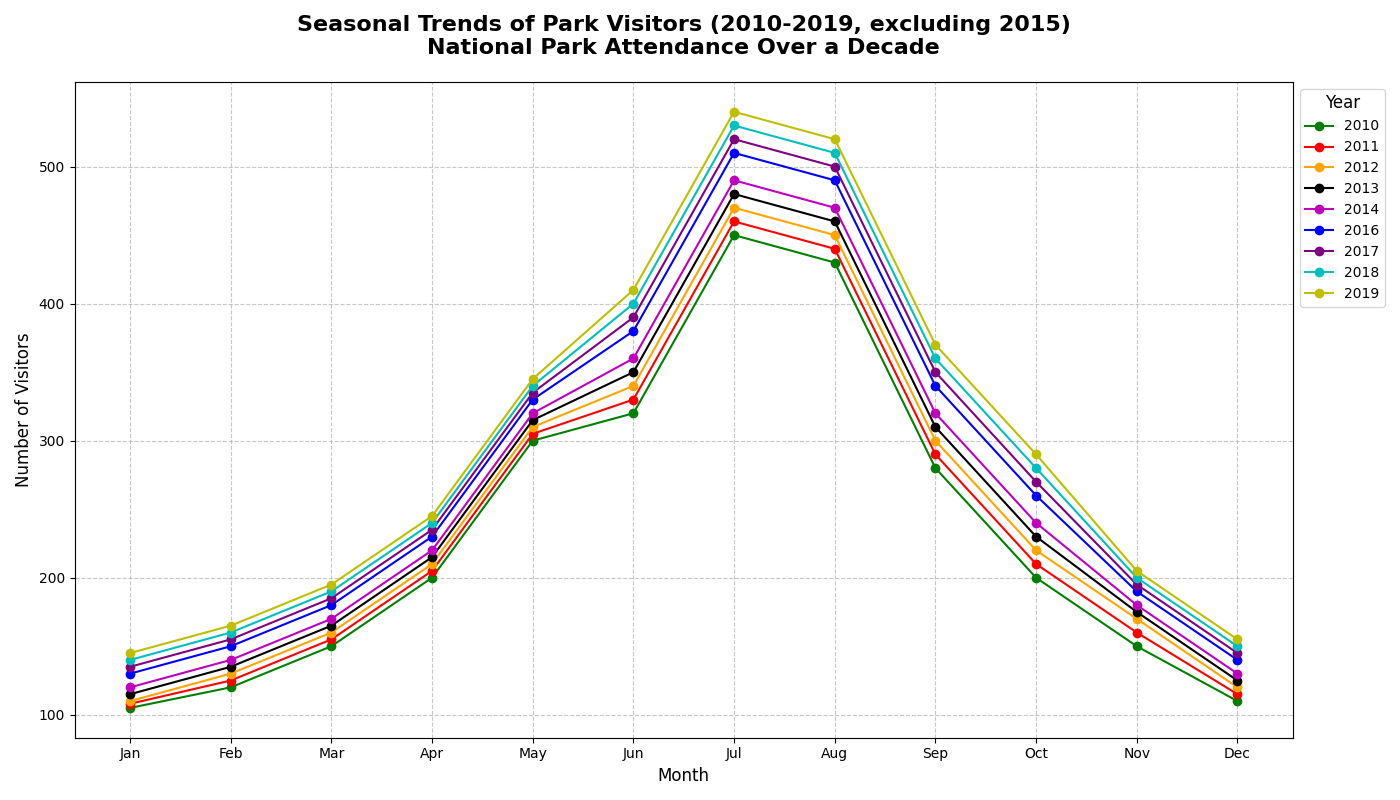 Seasonal Trends of Park Visitors (2010-2019, excluding 2015)
National Park Attendance Over a Decade
Year
2010
2011
2012
2013
2014
2016
2017
2018
2019
Number of Visitors
500
400
300
200
100
Jan Feb Mar Apr May Jun Jul Aug Sep Oct Nov Dec
Month